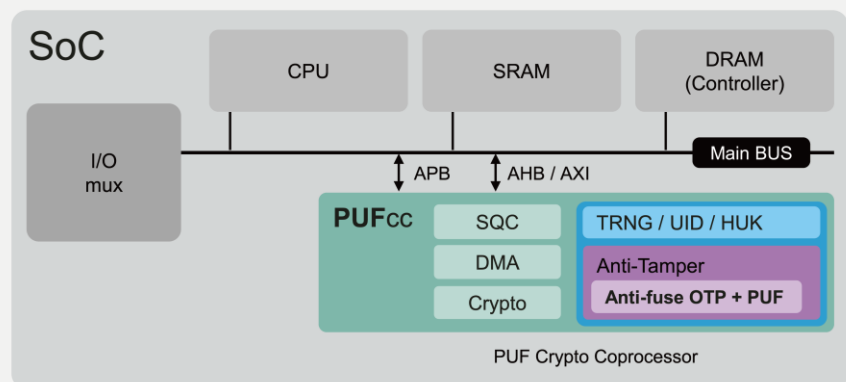 SoC
CPU
SRAM
DRAM
(Controller)
I/O
mux
Main BUS
APB
AHB / AXI
PUFcc
SQC
DMA
Crypto
TRNG / UID / HUK
Anti-Tamper
Anti-fuse OTP + PUF
PUF Crypto Coprocessor